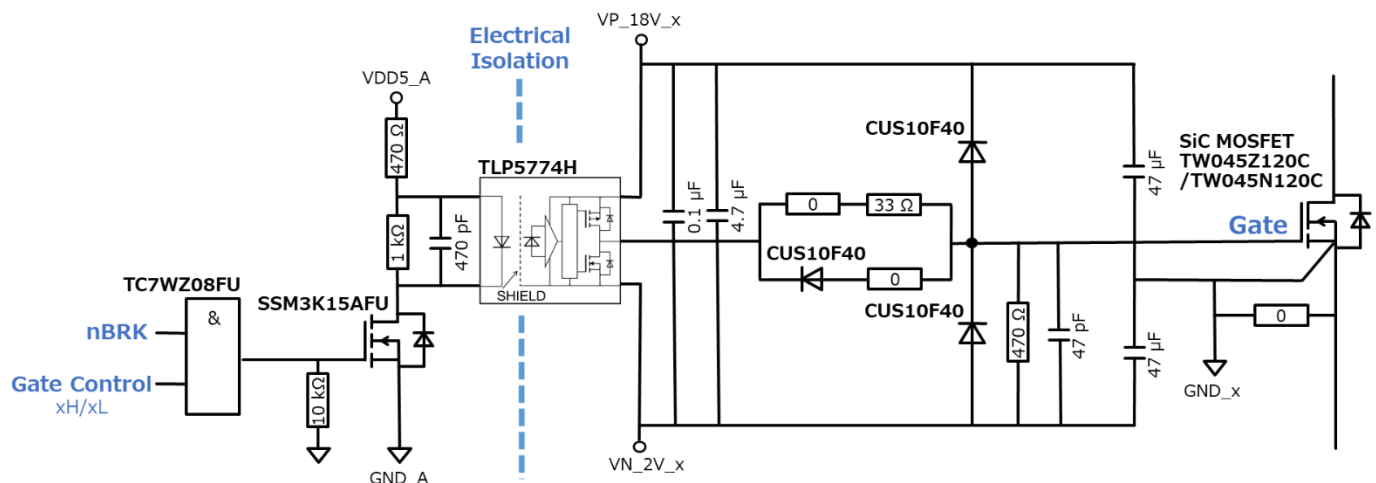 VP_18V_x
Electrical
Isolation
VDD5_A
470 Ω
TLP5774H
1 kΩ
470 pF
SHIELD
0.1 µF
4.7 µF
CUS10F40
0
33 Ω
CUS10F40
0
CUS10F40
470 Ω
47 pF
47 µF
47 µF
SiC MOSFET
TW045Z120C
/TW045N120C
Gate
0
GND_x
TC7WZ08FU
&
SSM3K15AFU
nBRK
Gate Control
xH/xL
10 kΩ
GND_A
VN_2V_x